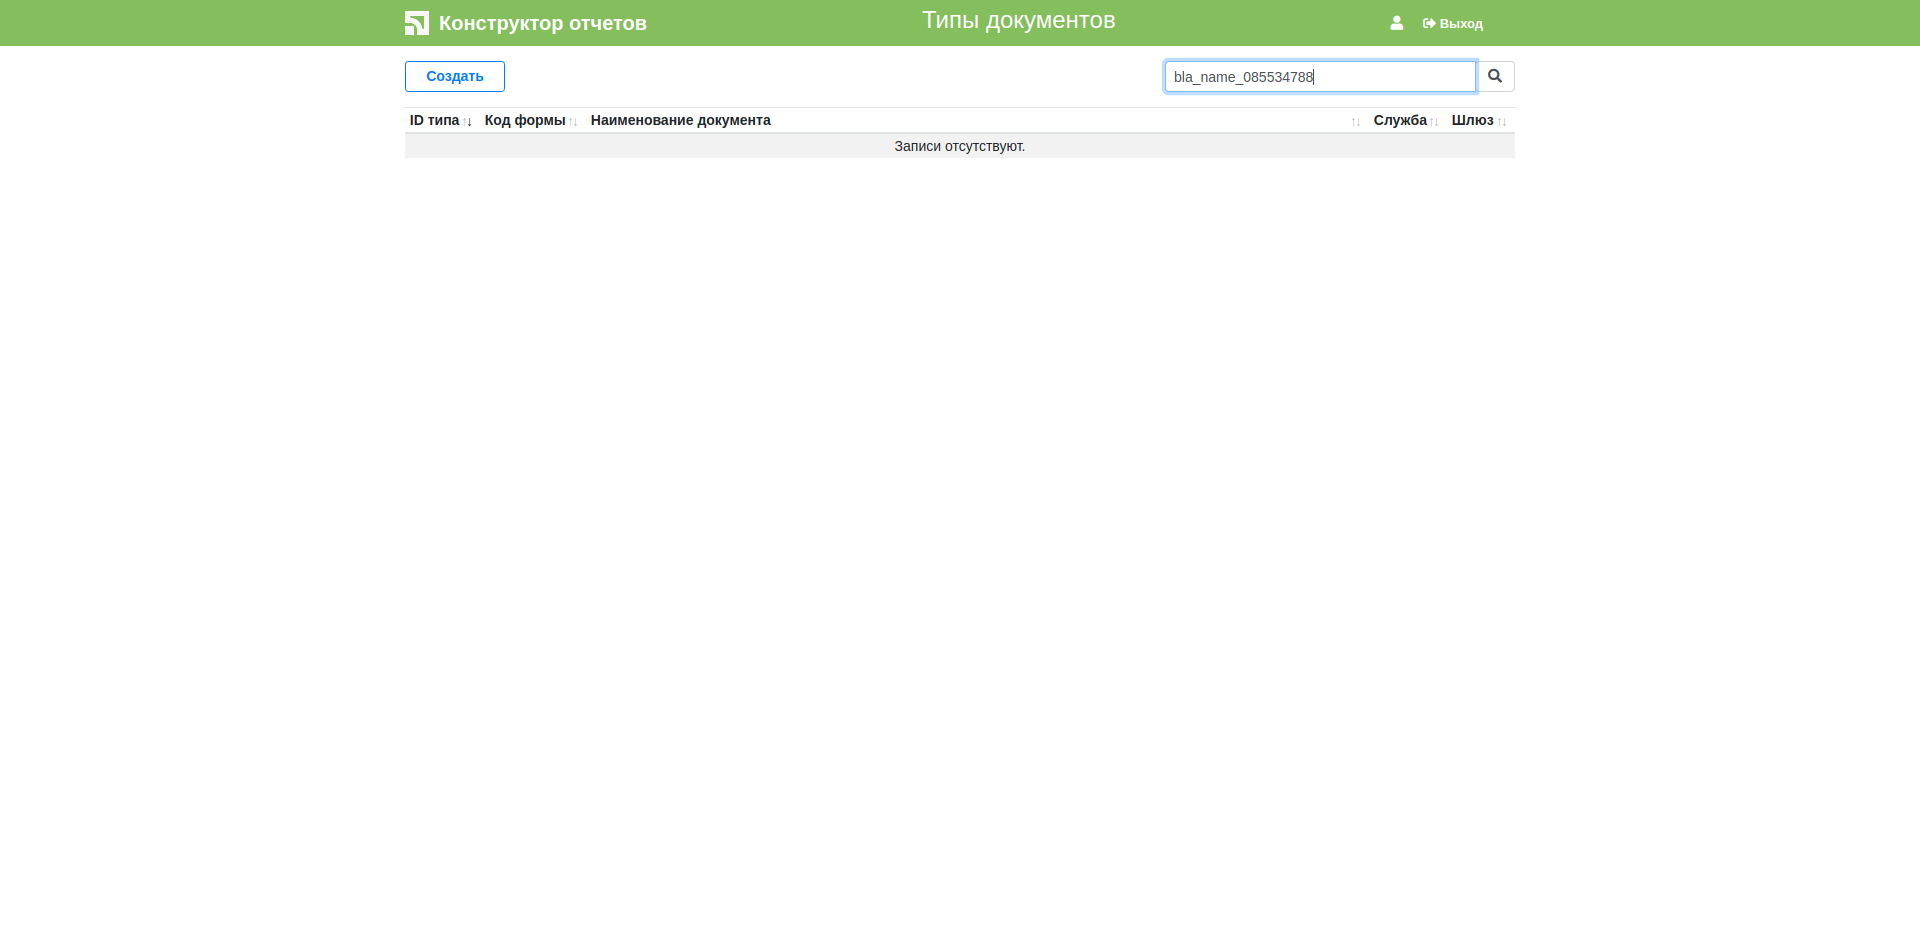 Конструктор отчетов
Типы документов
Выход
Создать
bla_name_085534788
ID типа Код формы Наименование документа Служба Шлюз
Записи отсутствуют.